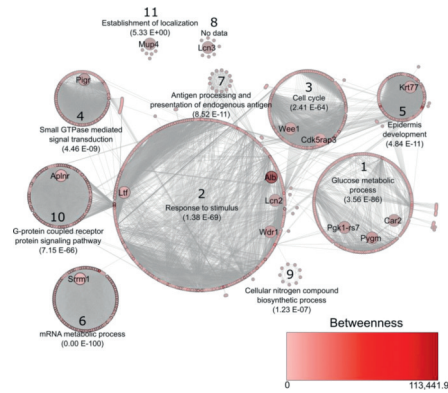 11
Establishment of localization
(5.33 E+00)
Mup4
8
No data
Lcn3
7
Antigen processing and
presentation of endogenous antigen
(8.52 E-11)
Pigr
4
Small GTPase mediated
signal transduction
(4.46 E-09)
3
Cell cycle
(2.41 E-64)
Wee1
Cdk5rap3
Krt77
5
Epidermis
development
(4.84 E-11)
Aplnr
10
G-protein coupled receptor
protein signaling pathway
(7.15 E-66)
Ltf
2
Response to stimulus
(1.38 E-69)
Alb
Lcn2
Wdr1
1
Glucose metabolic
process
(3.56 E-86)
Pgk1-rs7
Car2
Pygm
Srrm1
6
mRNA metabolic process
(0.00 E-100)
9
Cellular nitrogen compound
biosynthetic process
(1.23 E-07)
Betweenness
0
113,441.9